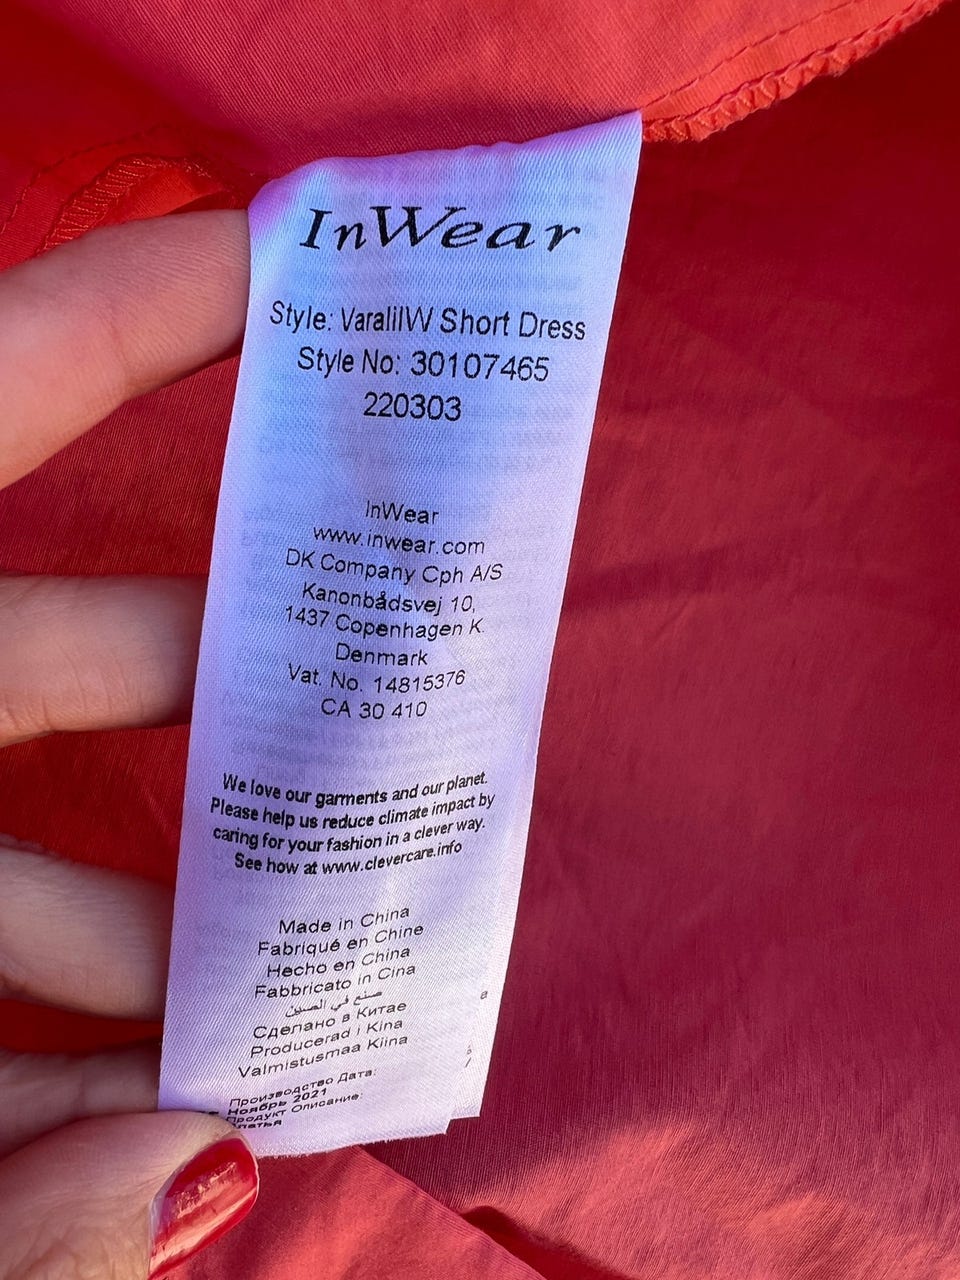 InWear
Style: VaralilW Short Dress
Style No: 30107465
220303
InWear
www.inwear.com
DK Company Cph A/S
Kanonbådsvej 10,
1437 Copenhagen K.
Denmark
Vat. No. 14815376
CA 30 410
We love our garments and our planet.
Please help us reduce climate impact by
caring for your fashion in a clever way.
See how at www.clevercare.info
Made in China
Fabriqué en Chine
Hecho en China
Fabbricato in Cina
صنع في الصين
Сделано в Китае
Producerad i Kina
Valmistusmaa Kiina
Производство Дата:
Ноябрь 2021
Продукт Описание: